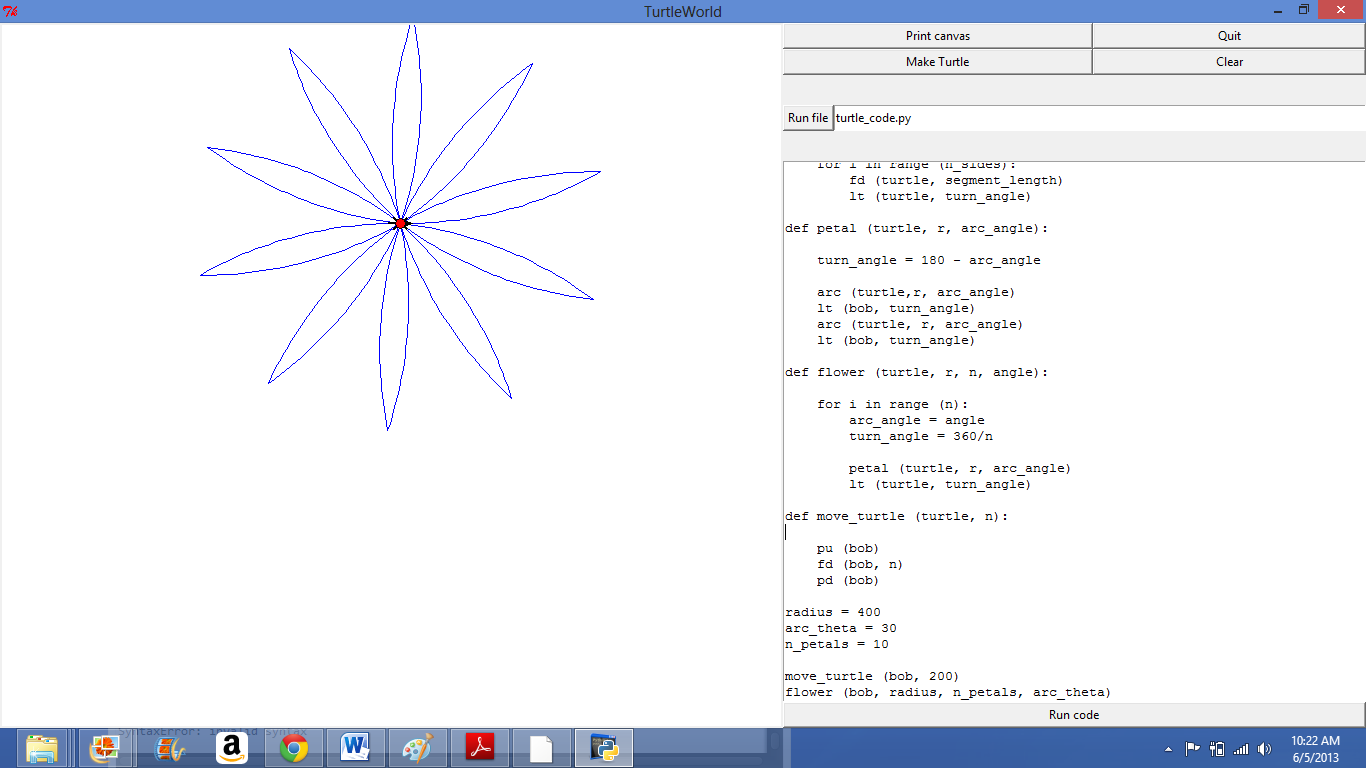 TurtleWorld
Print canvas
Quit
Make Turtle
Clear
Run file
turtle_code.py
for i in range (n_sides):
fd (turtle, segment_length)
lt (turtle, turn_angle)
def petal (turtle, r, arc_angle):
turn_angle = 180 - arc_angle
arc (turtle,r, arc_angle)
lt (bob, turn_angle)
arc (turtle, r, arc_angle)
lt (bob, turn_angle)
def flower (turtle, r, n, angle):
for i in range (n):
arc_angle = angle
turn_angle = 360/n
petal (turtle, r, arc_angle)
lt (turtle, turn_angle)
def move_turtle (turtle, n):
pu (bob)
fd (bob, n)
pd (bob)
radius = 400
arc_theta = 30
n_petals = 10
move_turtle (bob, 200)
flower (bob, radius, n_petals, arc_theta)
Run code
SyntaxError: invalid syntax
10:22 AM
6/5/2013